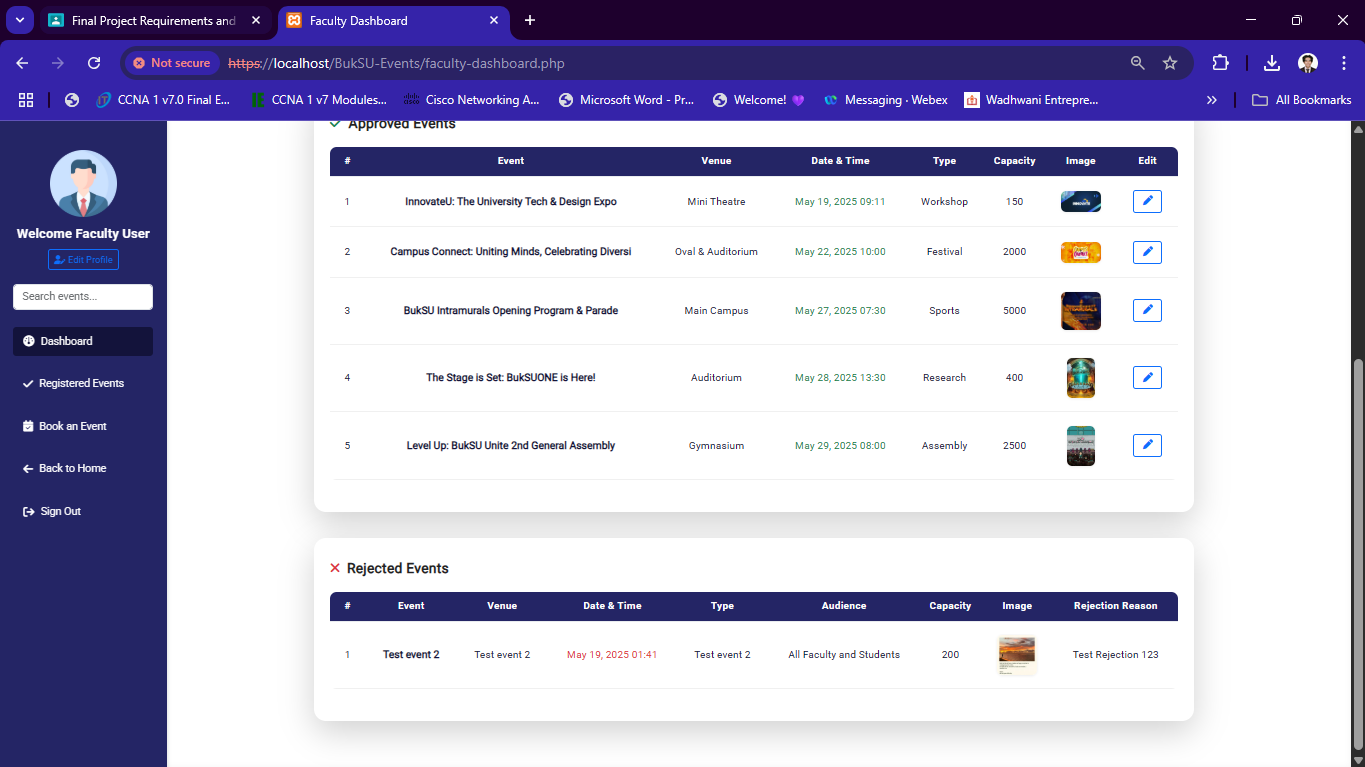 Final Project Requirements and
Faculty Dashboard
Not secure
https://localhost/BukSU-Events/faculty-dashboard.php
CCNA 1 v7.0 Final E...
CCNA 1 v7 Modules...
Cisco Networking A...
Microsoft Word - Pr...
Welcome! 💜
Messaging · Webex
Wadhwani Entrepre...
All Bookmarks
Welcome Faculty User
Edit Profile
Search events...
Dashboard
Registered Events
Book an Event
Back to Home
Sign Out
Approved Events
# Event Venue Date & Time Type Capacity Image Edit
1 InnovateU: The University Tech & Design Expo Mini Theatre May 19, 2025 09:11 Workshop 150
2 Campus Connect: Uniting Minds, Celebrating Diversi Oval & Auditorium May 22, 2025 10:00 Festival 2000
3 BukSU Intramurals Opening Program & Parade Main Campus May 27, 2025 07:30 Sports 5000
4 The Stage is Set: BukSUONE is Here! Auditorium May 28, 2025 13:30 Research 400
5 Level Up: BukSU Unite 2nd General Assembly Gymnasium May 29, 2025 08:00 Assembly 2500
Rejected Events
# Event Venue Date & Time Type Audience Capacity Image Rejection Reason
1 Test event 2 Test event 2 May 19, 2025 01:41 Test event 2 All Faculty and Students 200 Test Rejection 123